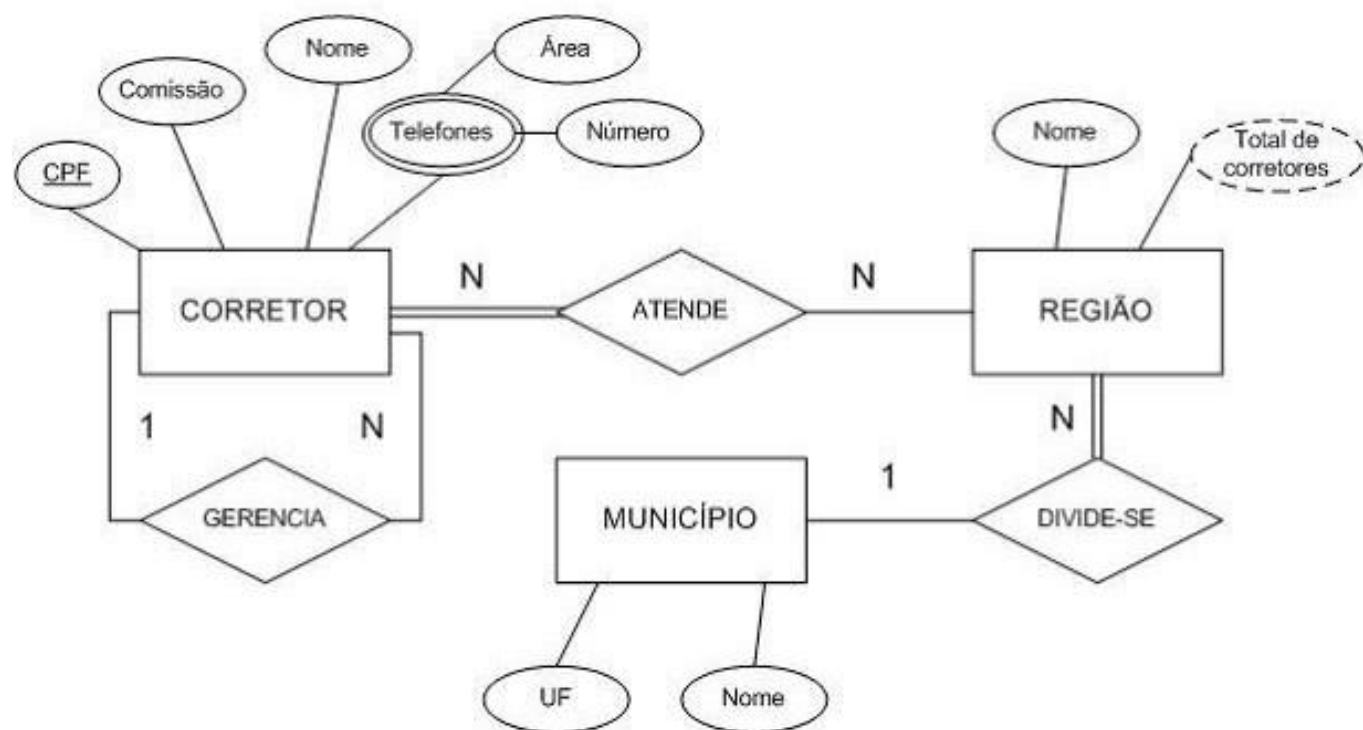 Nome
Área
Comissão
Telefones
Número
Nome
Total de
corretores
CPF
N
N
CORRETOR
ATENDE
REGIÃO
1
N
N
1
GERENCIA
MUNICÍPIO
DIVIDE-SE
UF
Nome